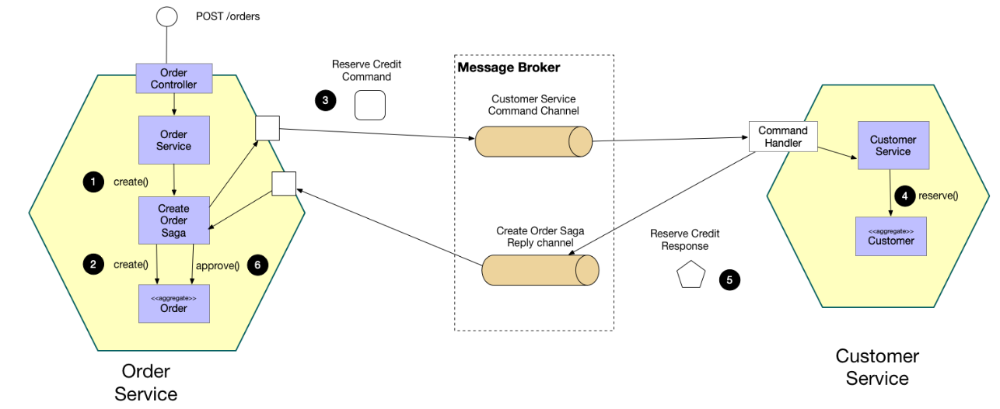 POST /orders
Order
Controller
Order
Service
1
create()
Create
Order
Saga
2
create()
approve()
6
<<aggregate>>
Order
Order
Service
Reserve Credit
Command
3
Message Broker
Customer Service
Command Channel
Create Order Saga
Reply channel
Reserve Credit
Response
5
Command
Handler
Customer
Service
4
reserve()
<<aggregate>>
Customer
Customer
Service